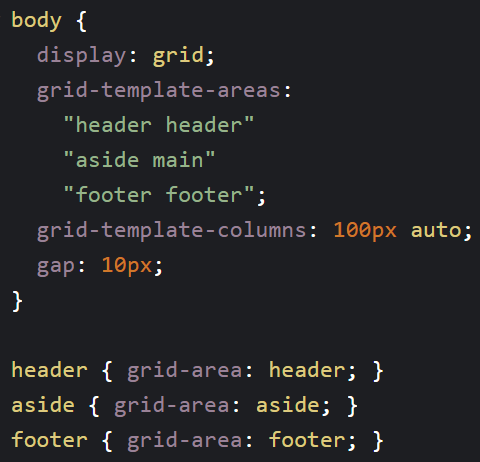 body {
  display: grid;
  grid-template-areas:
    "header header"
    "aside main"
    "footer footer";
  grid-template-columns: 100px auto;
  gap: 10px;
}

header { grid-area: header; }
aside { grid-area: aside; }
footer { grid-area: footer; }